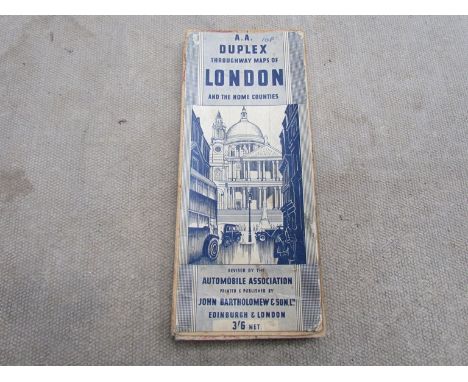 A.A.
DUPLEX
THROUGHWAY MAPS OF
LONDON
AND THE HOME COUNTIES
REVISED BY THE
AUTOMOBILE ASSOCIATION
PRINTED & PUBLISHED BY
JOHN BARTHOLOMEW & SON, LTD
EDINBURGH & LONDON
3/6 NET